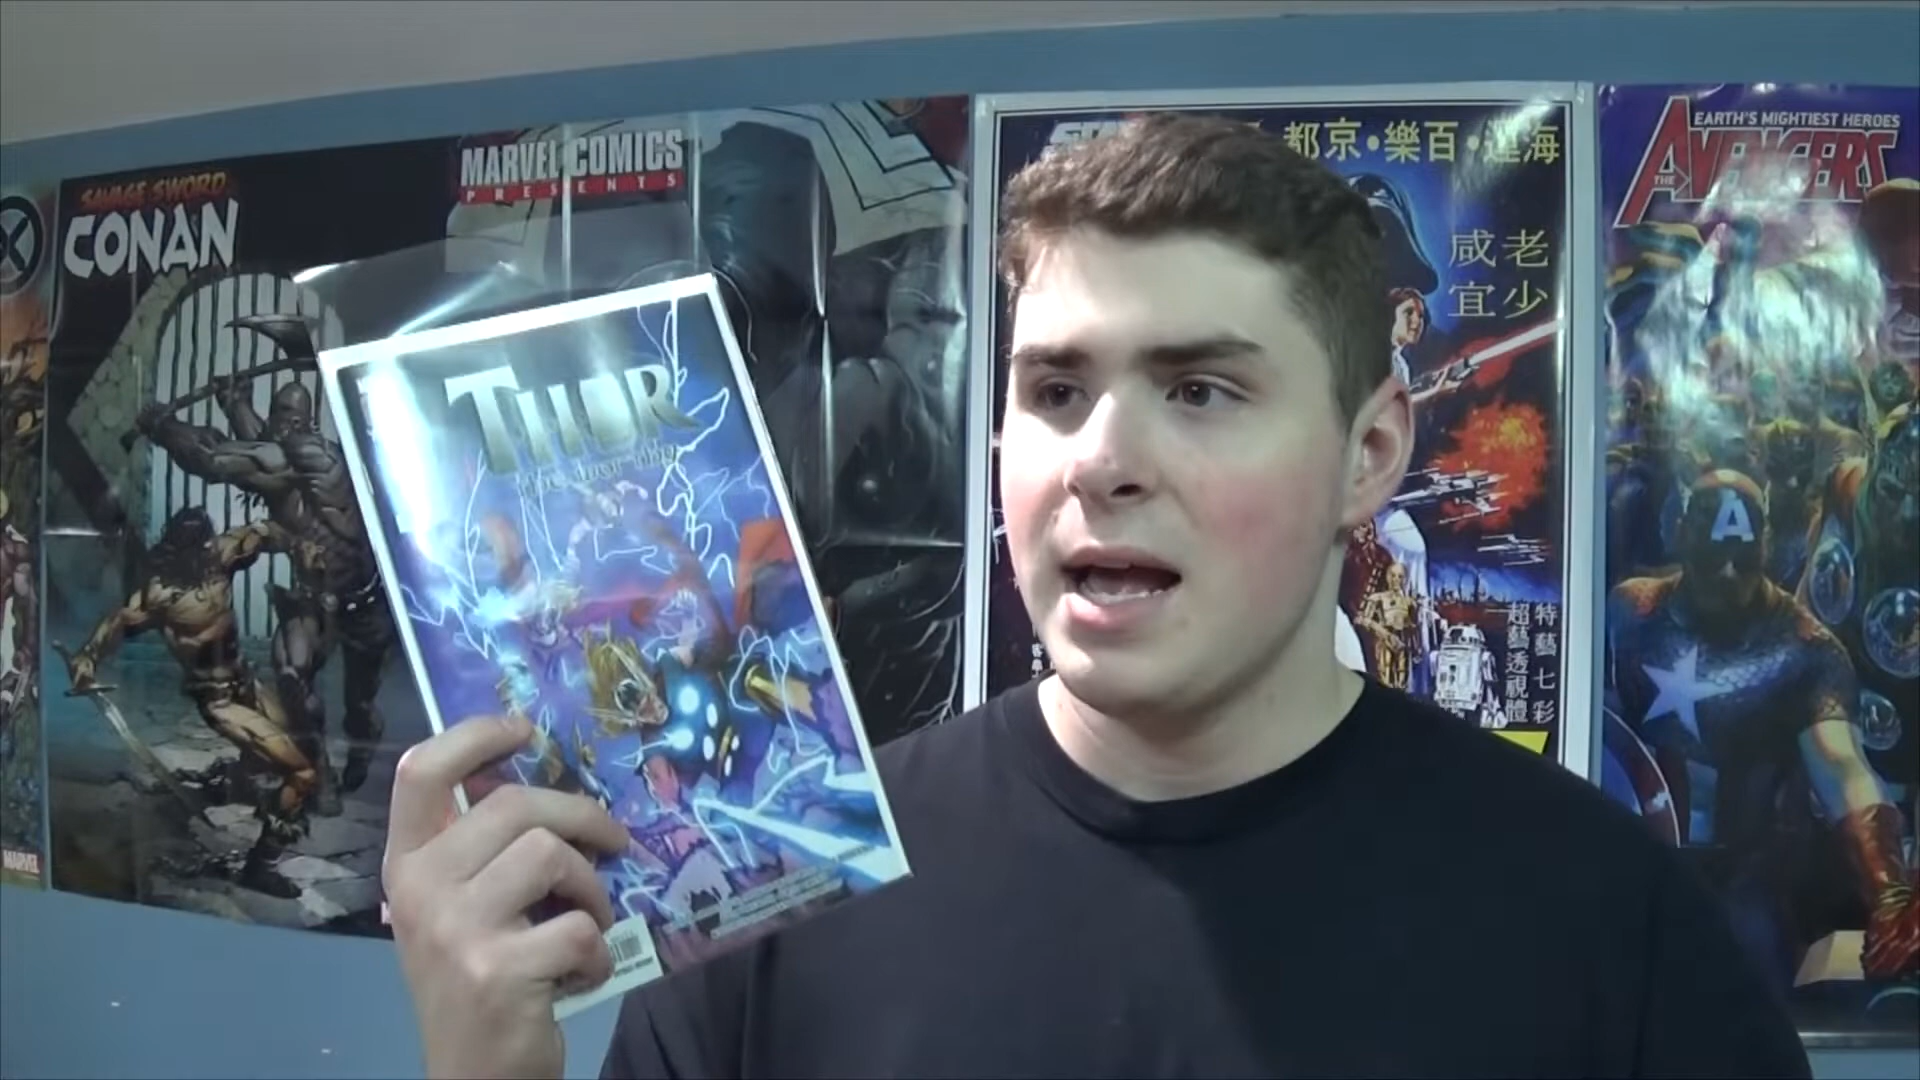 SAVAGE SWORD
CONAN
MARVEL COMICS
PRESENTS
都京•樂百•運海
老少
咸宜
EARTH'S MIGHTIEST HEROES
THE AVENGERS
THOR
A
特藝七彩
超藝透視體
MARVEL